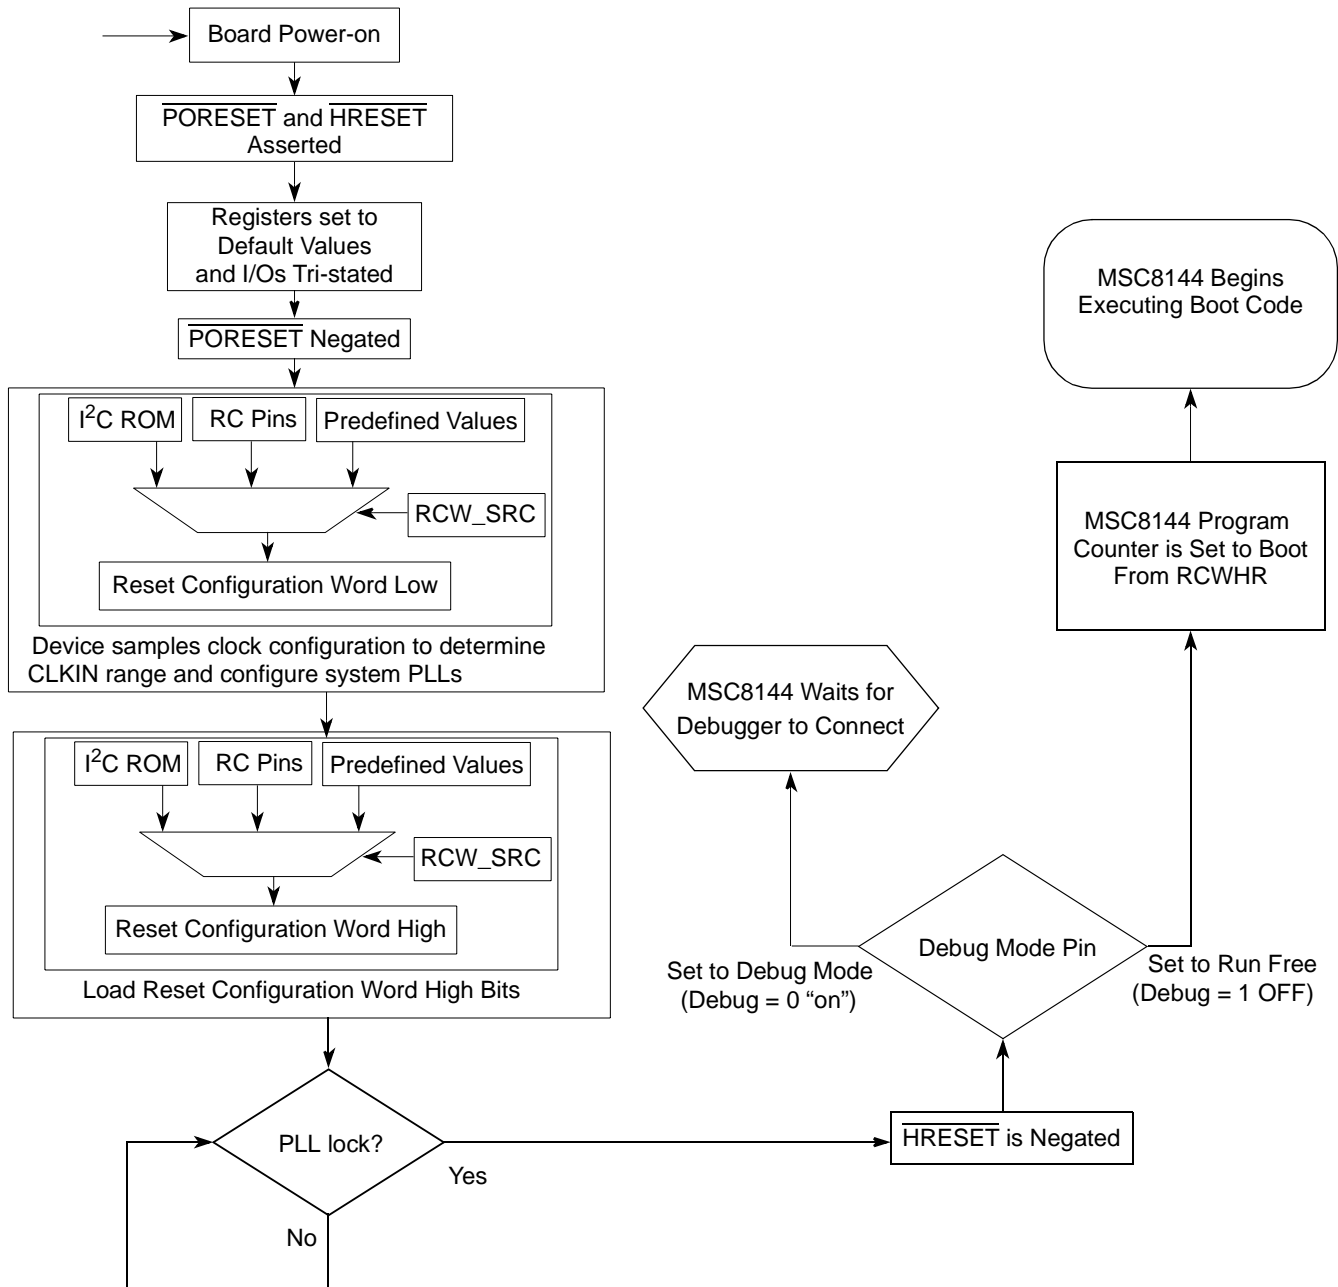 Board Power-on
PORESET and HRESET
Asserted
Registers set to
Default Values
and I/Os Tri-stated
PORESET Negated
I²C ROM
RC Pins
Predefined Values
RCW_SRC
Reset Configuration Word Low
Device samples clock configuration to determine
CLKIN range and configure system PLLs
I²C ROM
RC Pins
Predefined Values
RCW_SRC
Reset Configuration Word High
Load Reset Configuration Word High Bits
PLL lock?
Yes
No
HRESET is Negated
Debug Mode Pin
Set to Debug Mode
(Debug = 0 “on”)
Set to Run Free
(Debug = 1 OFF)
MSC8144 Waits for
Debugger to Connect
MSC8144 Program
Counter is Set to Boot
From RCWHR
MSC8144 Begins
Executing Boot Code